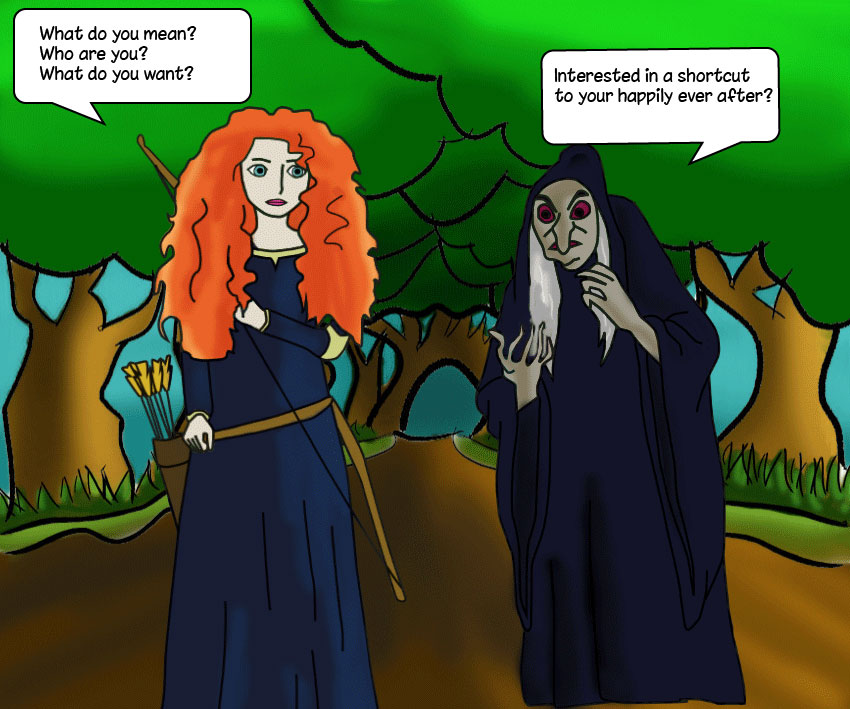 What do you mean?
Who are you?
What do you want?
Interested in a shortcut
to your happily ever after?